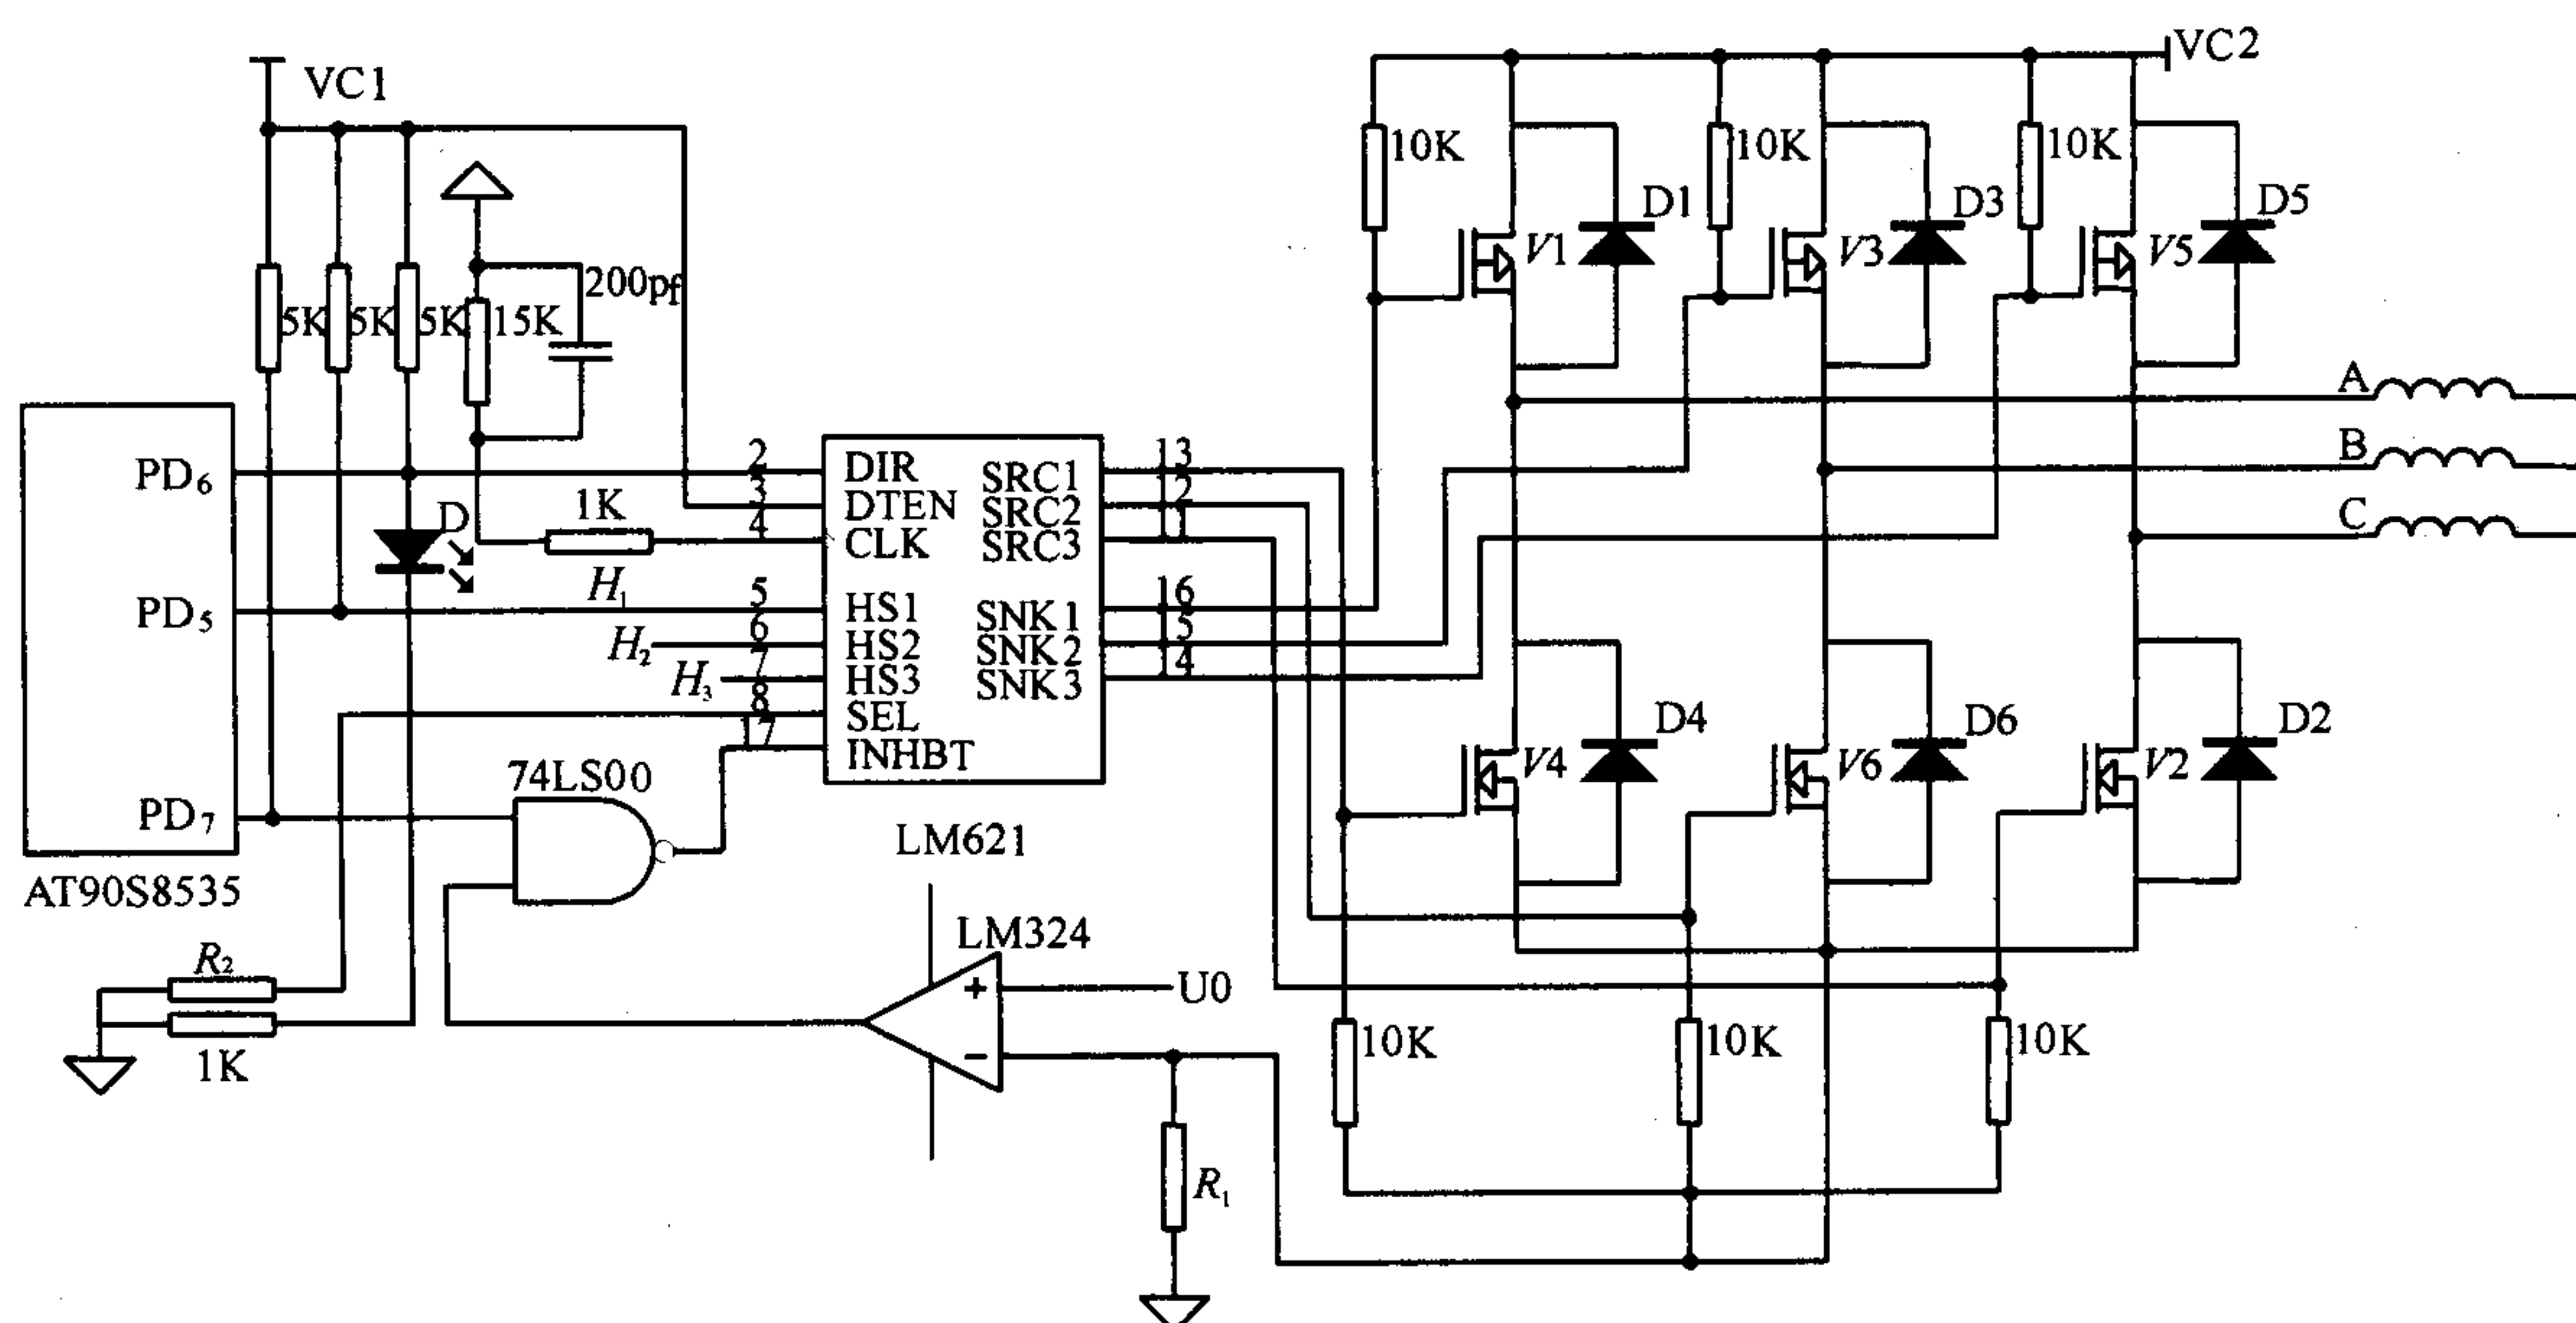 VC1
VC2
10K
10K
10K
D1
D3
D5
V1
V3
V5
200pf
5K
5K
5K
15K
A
B
C
PD6
2
DIR
SRC1
13
3
DTEN
SRC2
12
D
1K
4
CLK
SRC3
11
PD5
H1
5
HS1
SNK1
16
H2
6
HS2
SNK2
15
H3
7
HS3
SNK3
14
8
SEL
17
INHBT
D4
D6
D2
V4
V6
V2
74LS00
PD7
LM621
AT90S8535
LM324
R2
+
U0
1K
−
10K
10K
10K
R1